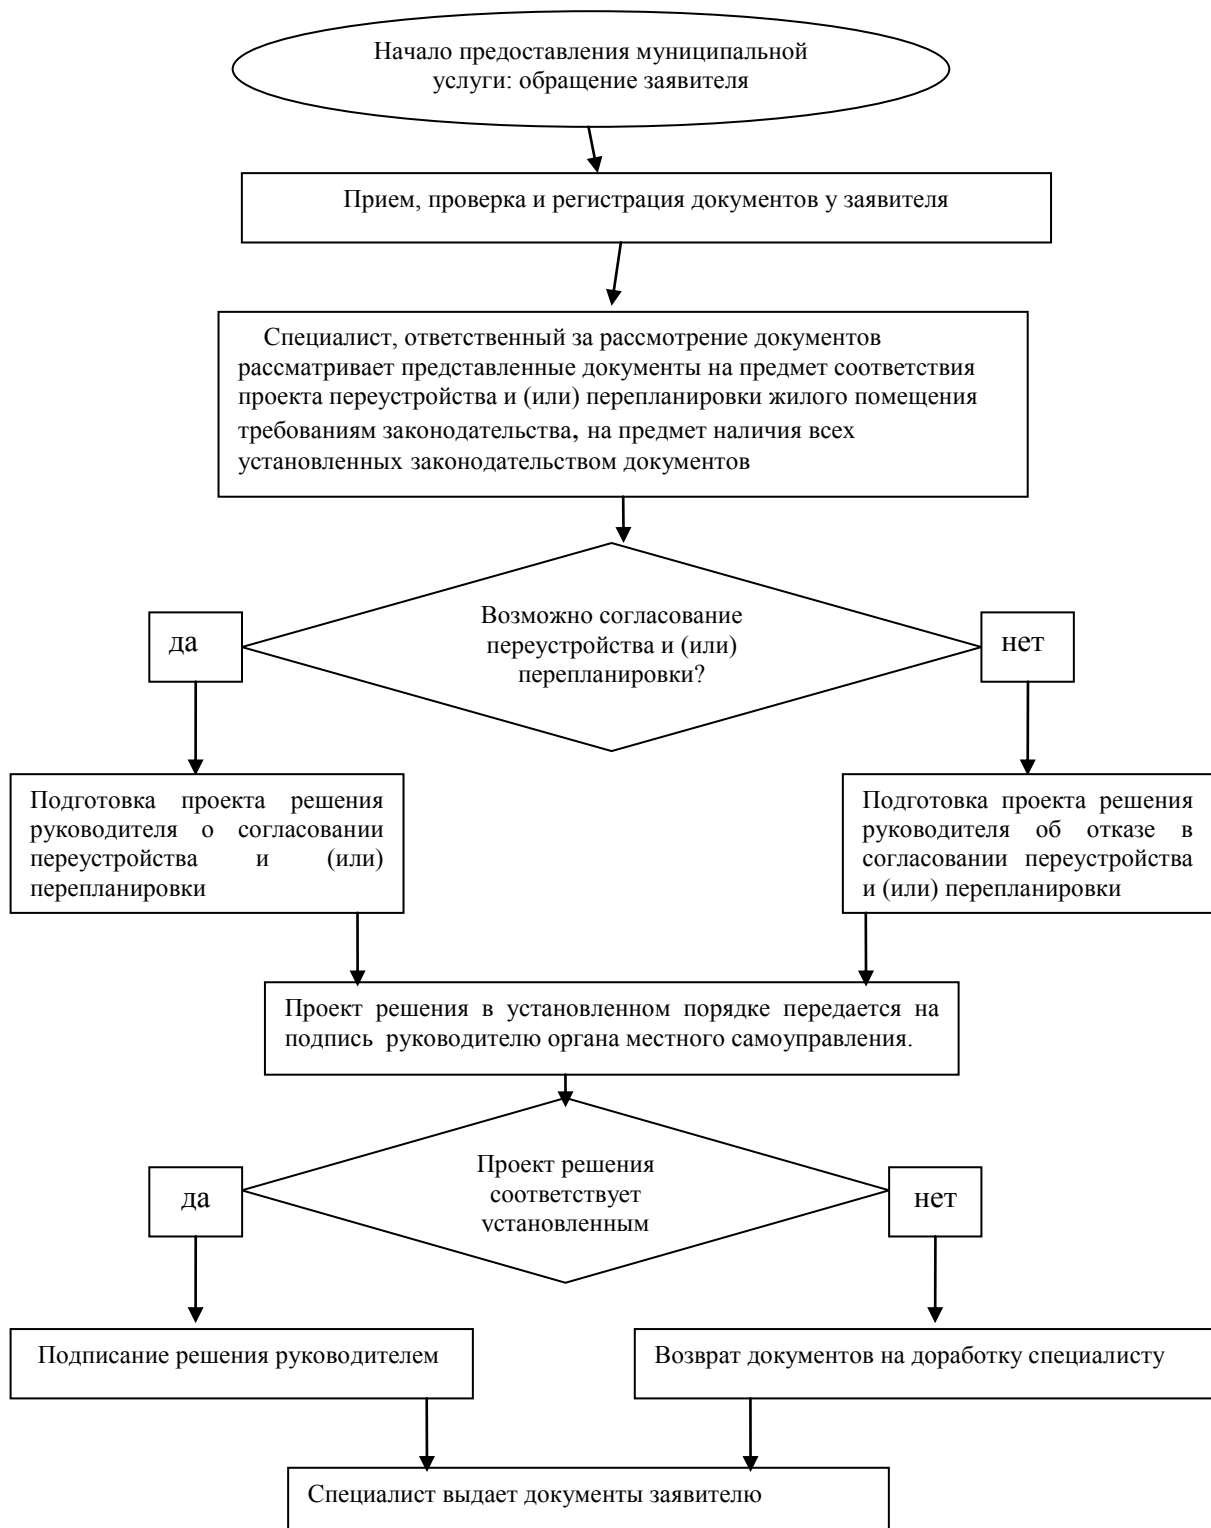 Начало предоставления муниципальной
услуги: обращение заявителя
Прием, проверка и регистрация документов у заявителя
Специалист, ответственный за рассмотрение документов
рассматривает представленные документы на предмет соответствия
проекта переустройства и (или) перепланировки жилого помещения
требованиям законодательства, на предмет наличия всех
установленных законодательством документов
Возможно согласование
переустройства и (или)
перепланировки?
да
нет
Подготовка проекта решения
руководителя о согласовании
переустройства и (или)
перепланировки
Подготовка проекта решения
руководителя об отказе в
согласовании переустройства
и (или) перепланировки
Проект решения в установленном порядке передается на
подпись руководителю органа местного самоуправления.
Проект решения
соответствует
установленным
да
нет
Подписание решения руководителем
Возврат документов на доработку специалисту
Специалист выдает документы заявителю